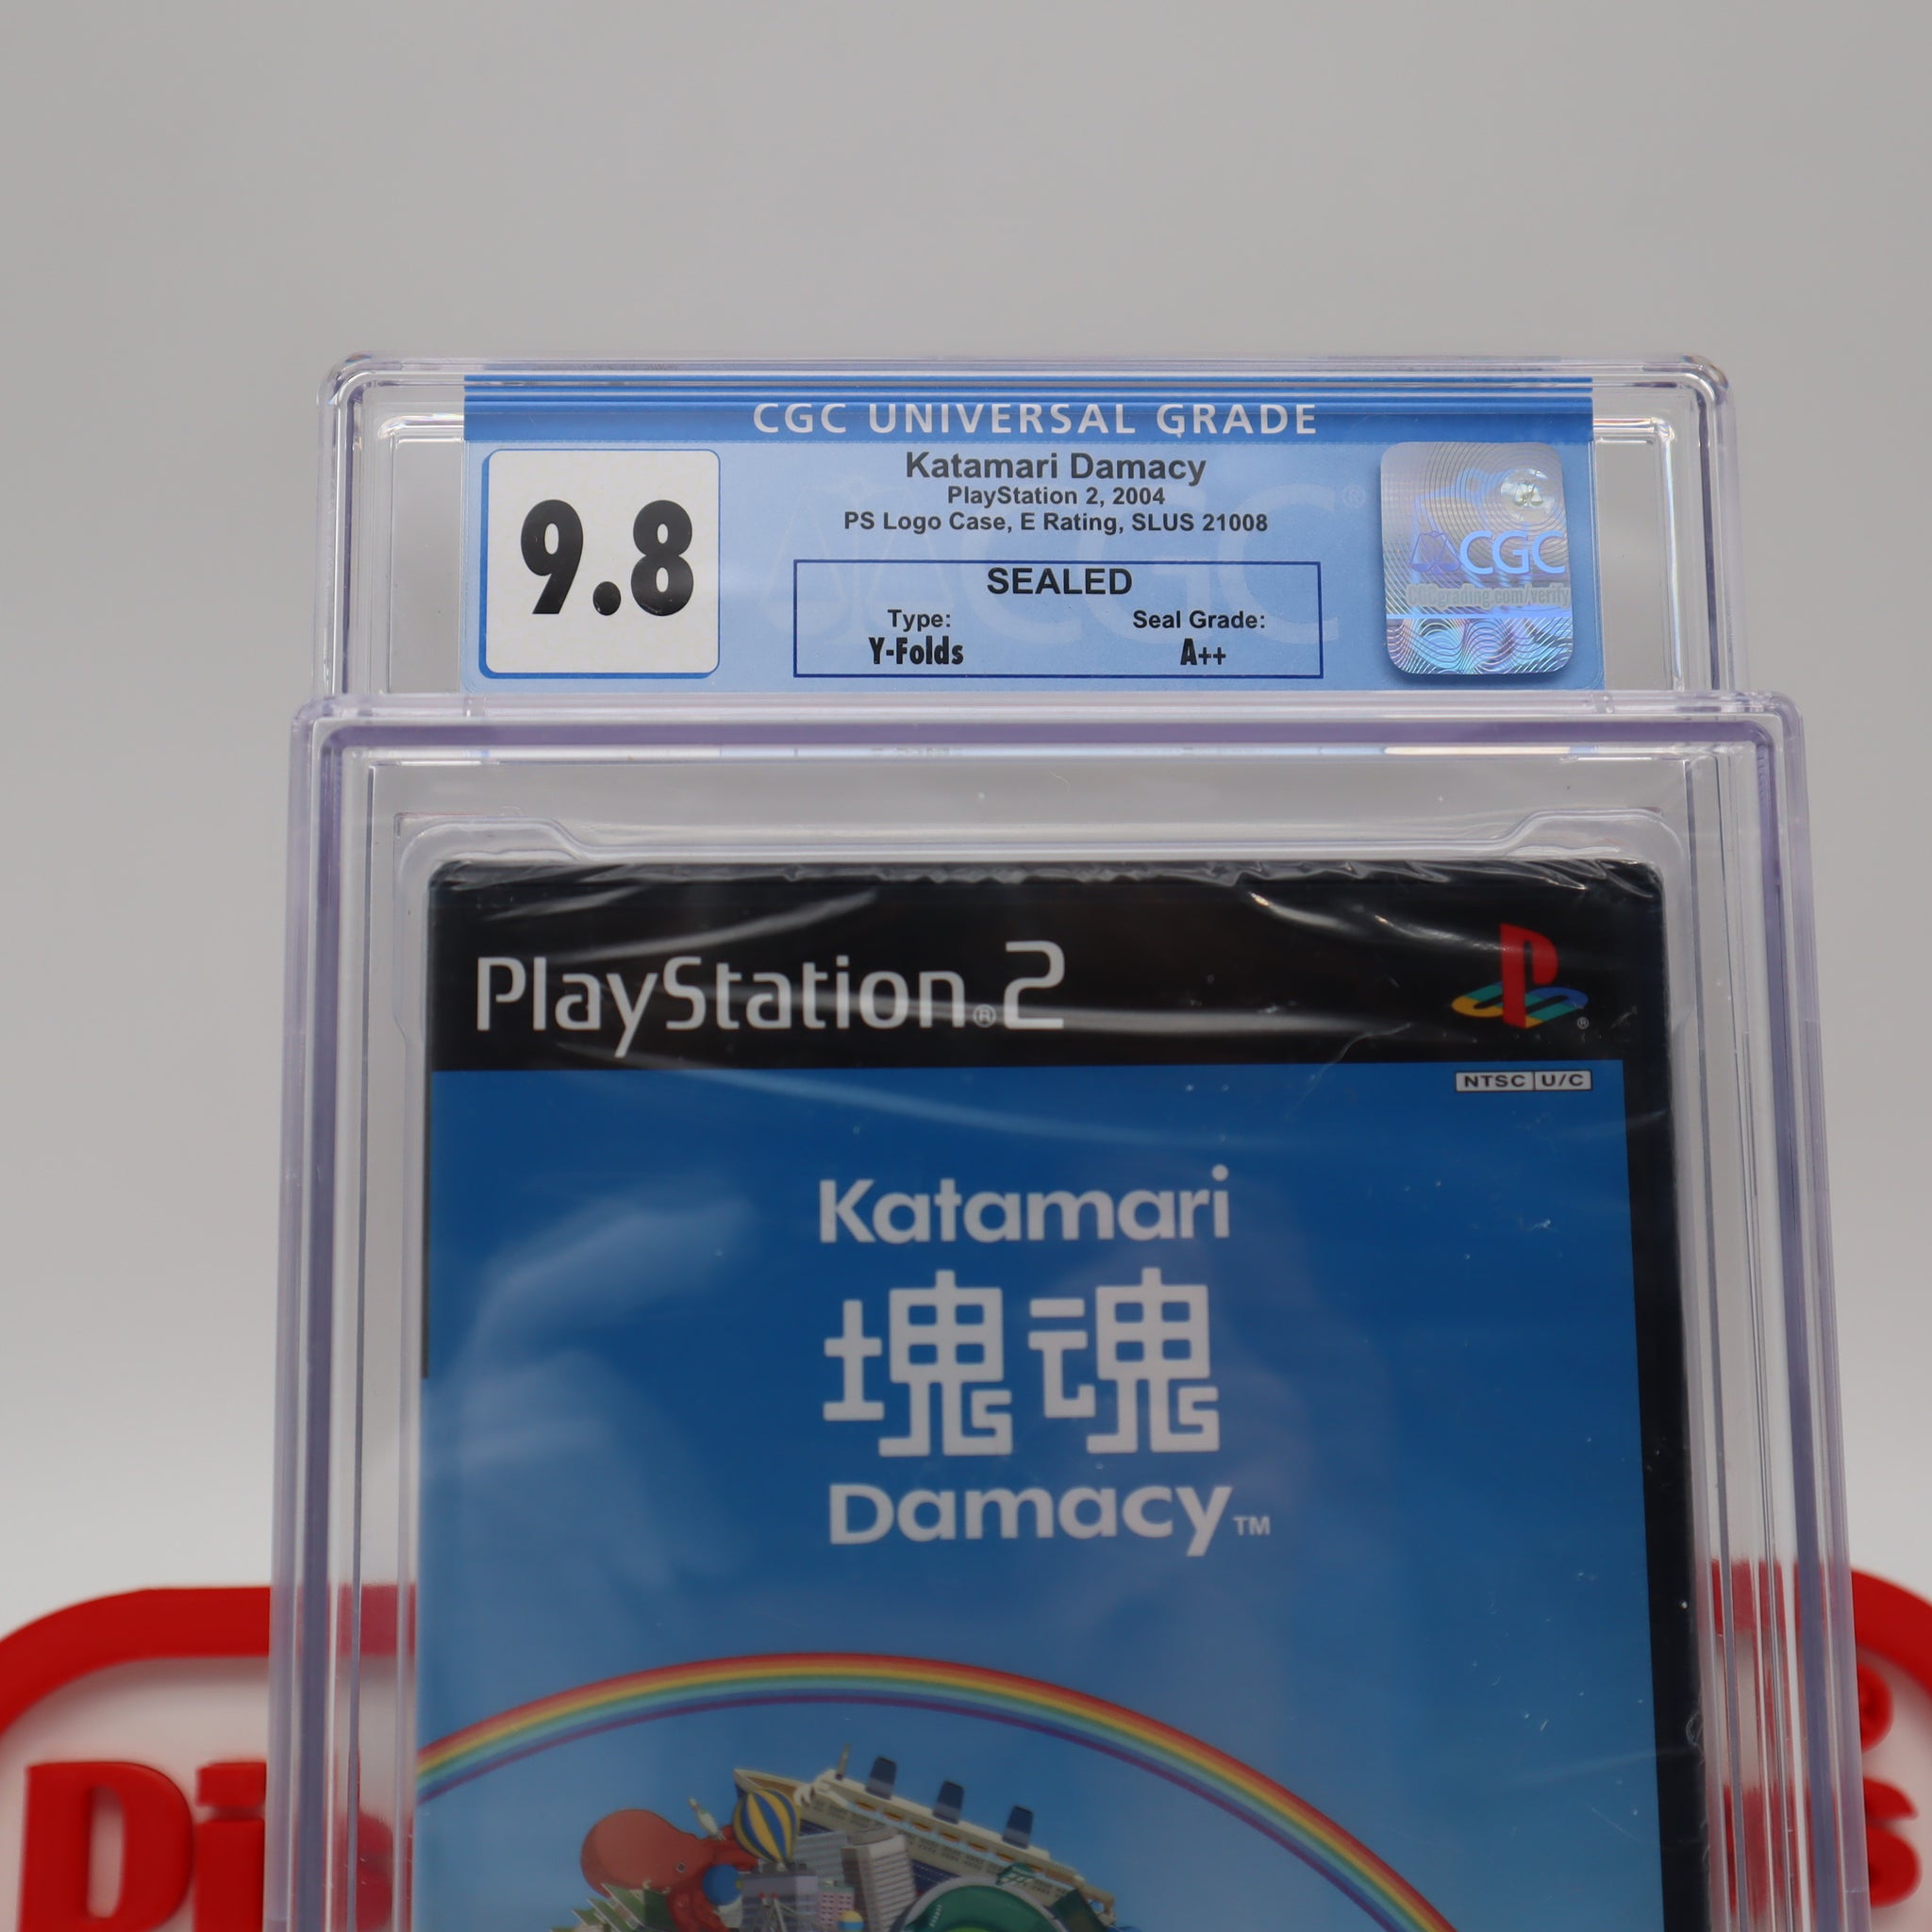 CGC UNIVERSAL GRADE
9.8
Katamari Damacy
PlayStation 2, 2004
PS Logo Case, E Rating, SLUS 21008
SEALED
Type: Seal Grade:
Y-Folds A++
CGC
CGCgrading.com/verify
PlayStation®2
NTSC U/C
Katamari
塊魂
Damacy™